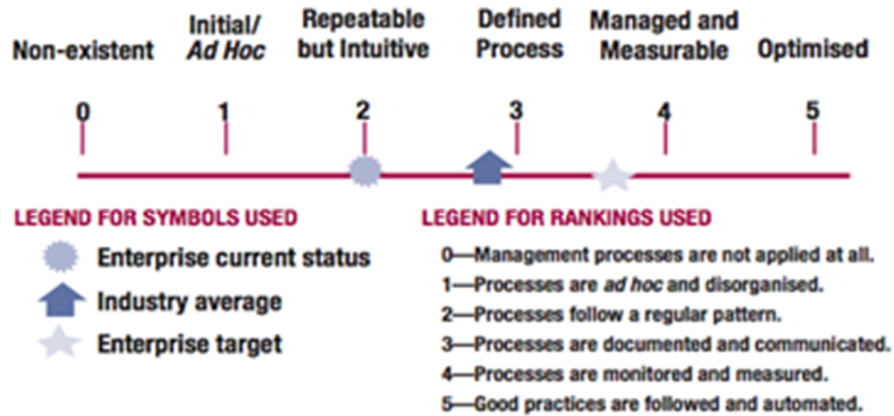 Non-existent
Initial/
Ad Hoc
Repeatable
but Intuitive
Defined
Process
Managed and
Measurable
Optimised
0 1 2 3 4 5
LEGEND FOR SYMBOLS USED
Enterprise current status
Industry average
Enterprise target
LEGEND FOR RANKINGS USED
0—Management processes are not applied at all.
1—Processes are ad hoc and disorganised.
2—Processes follow a regular pattern.
3—Processes are documented and communicated.
4—Processes are monitored and measured.
5—Good practices are followed and automated.